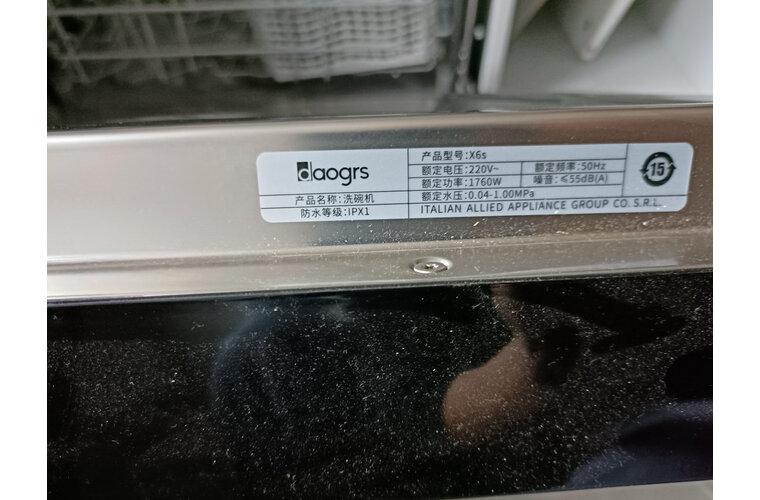 daogrs
产品名称:洗碗机
防水等级:IPX1
产品型号:X6s
额定电压:220V~ 额定频率:50Hz
额定功率:1760W 噪音:≤55dB(A)
额定水压:0.04-1.00MPa
ITALIAN ALLIED APPLIANCE GROUP CO. S.R.L.
15